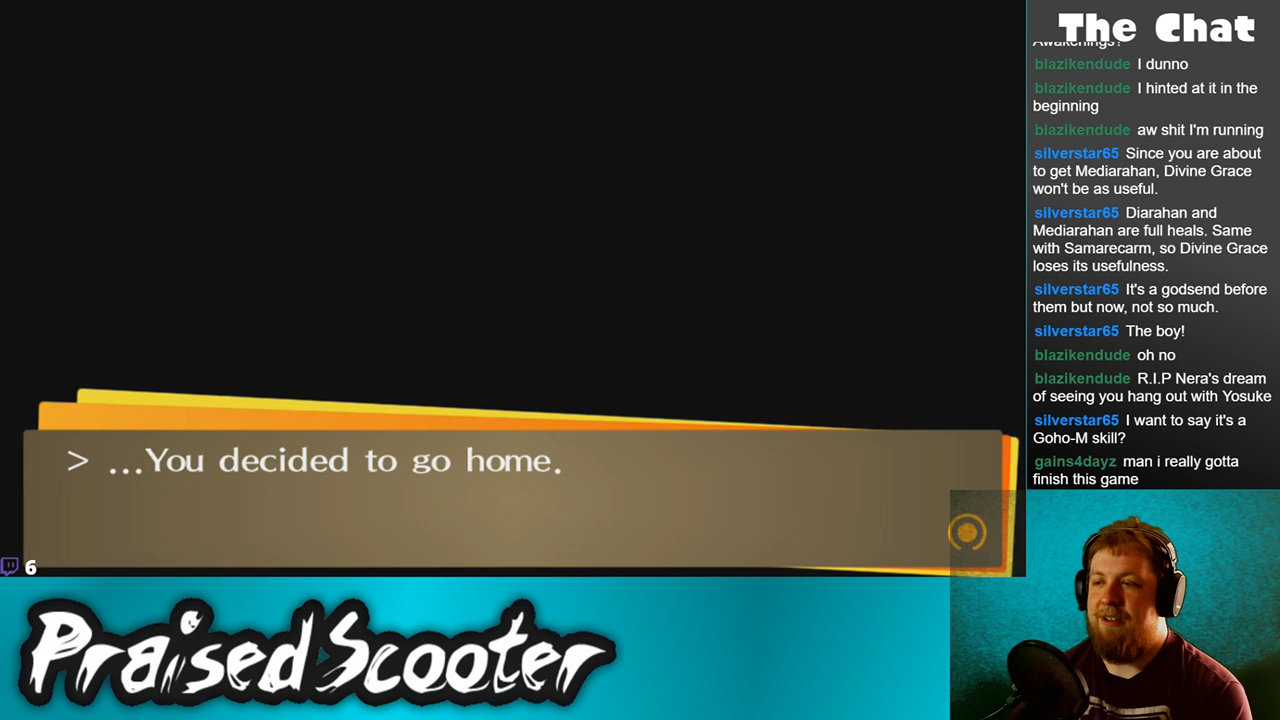 The Chat
Awakenings?
blazikendude I dunno
blazikendude I hinted at it in the
beginning
blazikendude aw shit I'm running
silverstar65 Since you are about
to get Mediarahan, Divine Grace
won't be as useful.
silverstar65 Diarahan and
Mediarahan are full heals. Same
with Samarecarm, so Divine Grace
loses its usefulness.
silverstar65 It's a godsend before
them but now, not so much.
silverstar65 The boy!
blazikendude oh no
blazikendude R.I.P Nera's dream
of seeing you hang out with Yosuke
silverstar65 I want to say it's a
Goho-M skill?
gains4dayz man i really gotta
finish this game
> ...You decided to go home.
6
PraisedScooter